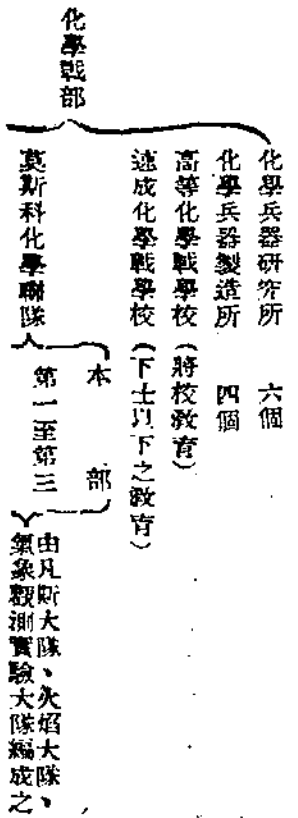 化學戰部
化學兵器研究所　六個
化學兵器製造所　四個
高等化學戰學校（將校教育）
速成化學戰學校（下士以下之教育）
莫斯科化學聯隊
本部
第一至第三
由凡斯大隊、火焰大隊、
氣象觀測實驗大隊編成之